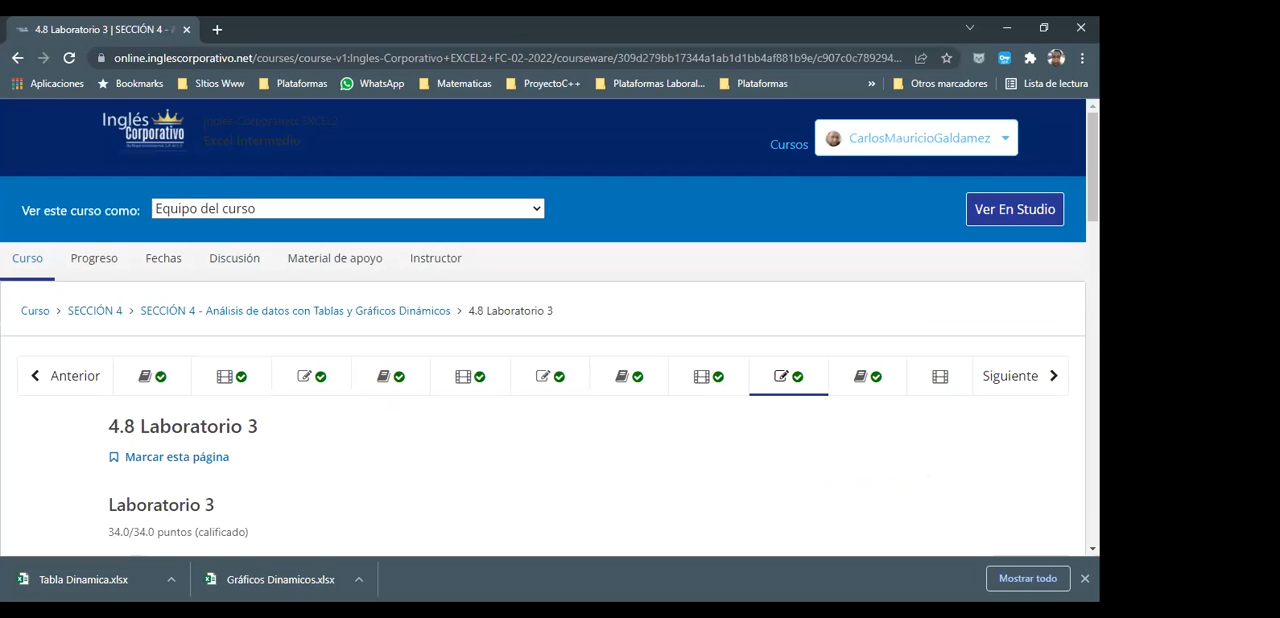 4.8 Laboratorio 3 | SECCIÓN 4 -
online.inglescorporativo.net/courses/course-v1:Ingles-Corporativo+EXCEL2+FC-02-2022/courseware/309d279bb17344a1ab1d1bb4af881b9e/c907c0c789294...
Aplicaciones Bookmarks SItios Www Plataformas WhatsApp Matematicas ProyectoC++ Plataformas Laboral... Plataformas » Otros marcadores Lista de lectura
Inglés Corporativo
Ingles-Corporativo: EXCEL2
Excel Intermedio
Cursos CarlosMauricioGaldamez
Ver este curso como: Equipo del curso Ver En Studio
Curso Progreso Fechas Discusión Material de apoyo Instructor
Curso > SECCIÓN 4 > SECCIÓN 4 - Análisis de datos con Tablas y Gráficos Dinámicos > 4.8 Laboratorio 3
Anterior Siguiente
4.8 Laboratorio 3
Marcar esta página
Laboratorio 3
34.0/34.0 puntos (calificado)
Tabla Dinamica.xlsx Gráficos Dinamicos.xlsx Mostrar todo